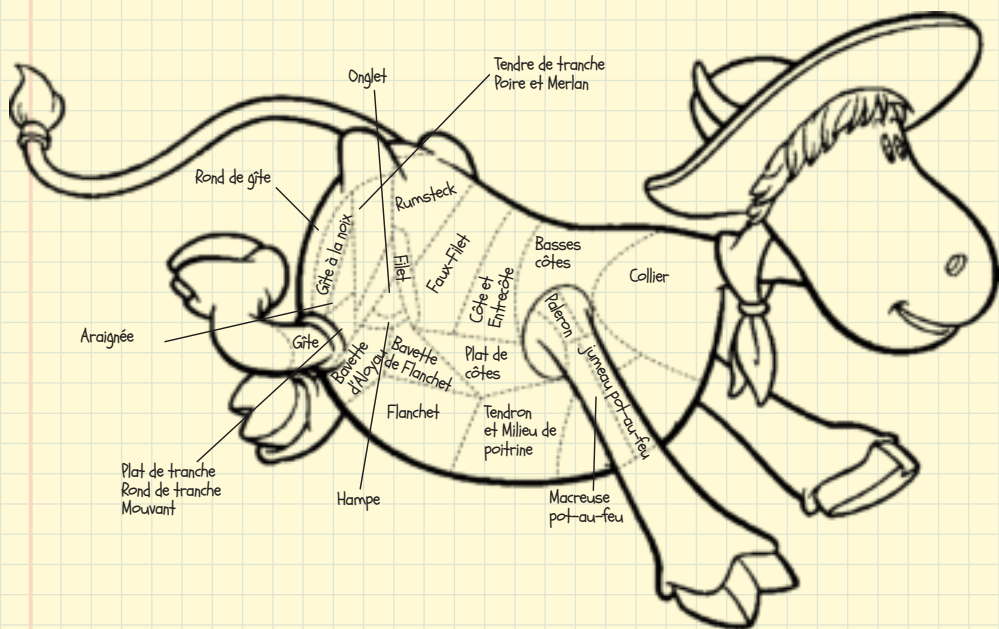 Onglet
Tendre de tranche
Poire et Merlan
Rond de gîte
Rumsteck
Gîte à la noix
Filet
Faux-Filet
Côte et
Entrecôte
Basses
côtes
Collier
Paleron
Araignée
Gîte
Bavette
d'Aloyau
Bavette
de Flanchet
Plat de
côtes
jumeau pot-au-feu
Flanchet
Tendron
et Milieu de
poitrine
Plat de tranche
Rond de tranche
Mouvant
Hampe
Macreuse
pot-au-feu